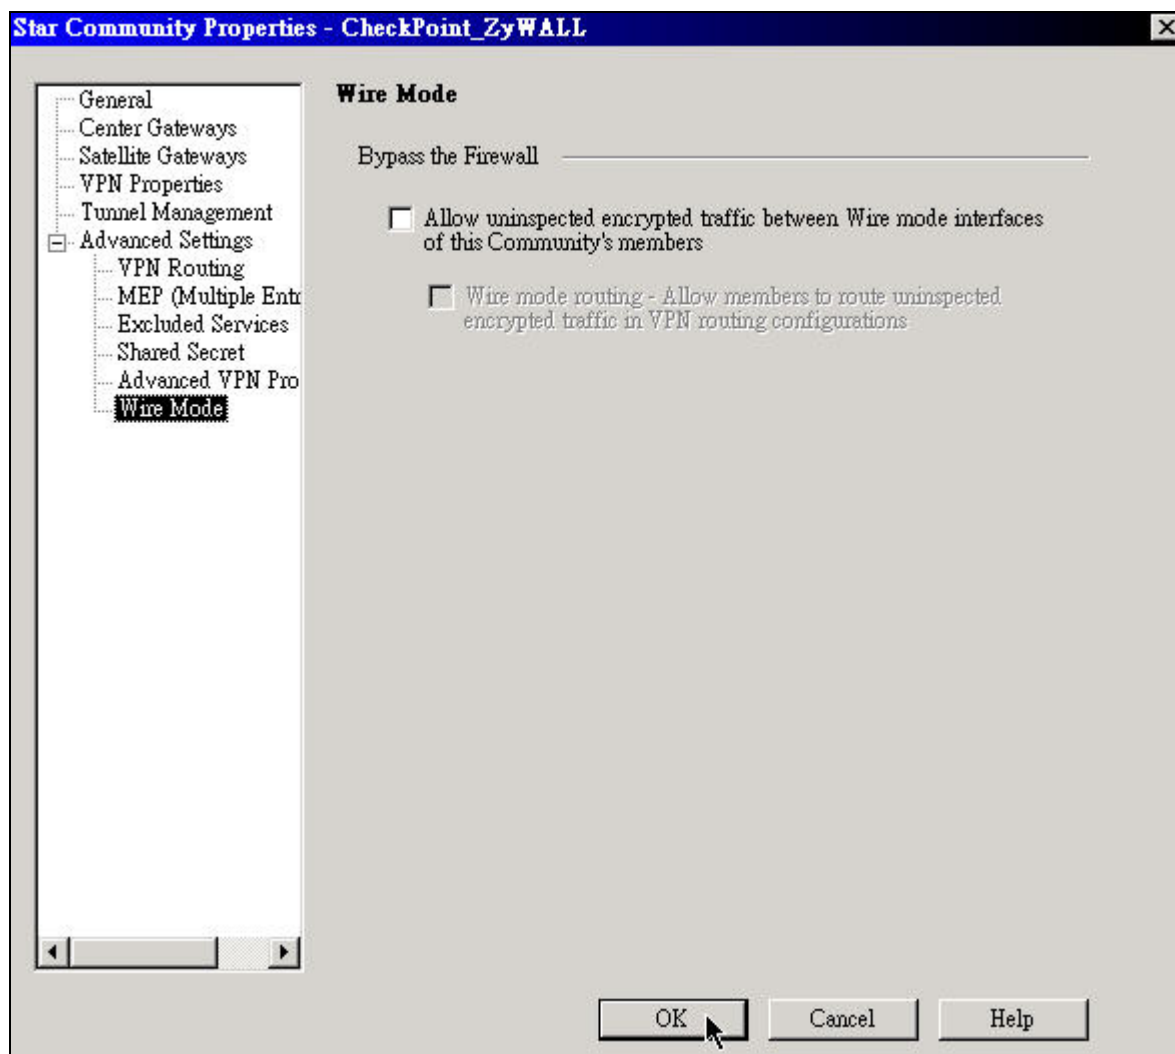 Star Community Properties - CheckPoint_ZyWALL
General
Center Gateways
Satellite Gateways
VPN Properties
Tunnel Management
Advanced Settings
VPN Routing
MEP (Multiple Entr
Excluded Services
Shared Secret
Advanced VPN Pro
Wire Mode
Wire Mode
Bypass the Firewall
Allow uninspected encrypted traffic between Wire mode interfaces
of this Community's members
Wire mode routing - Allow members to route uninspected
encrypted traffic in VPN routing configurations
OK
Cancel
Help